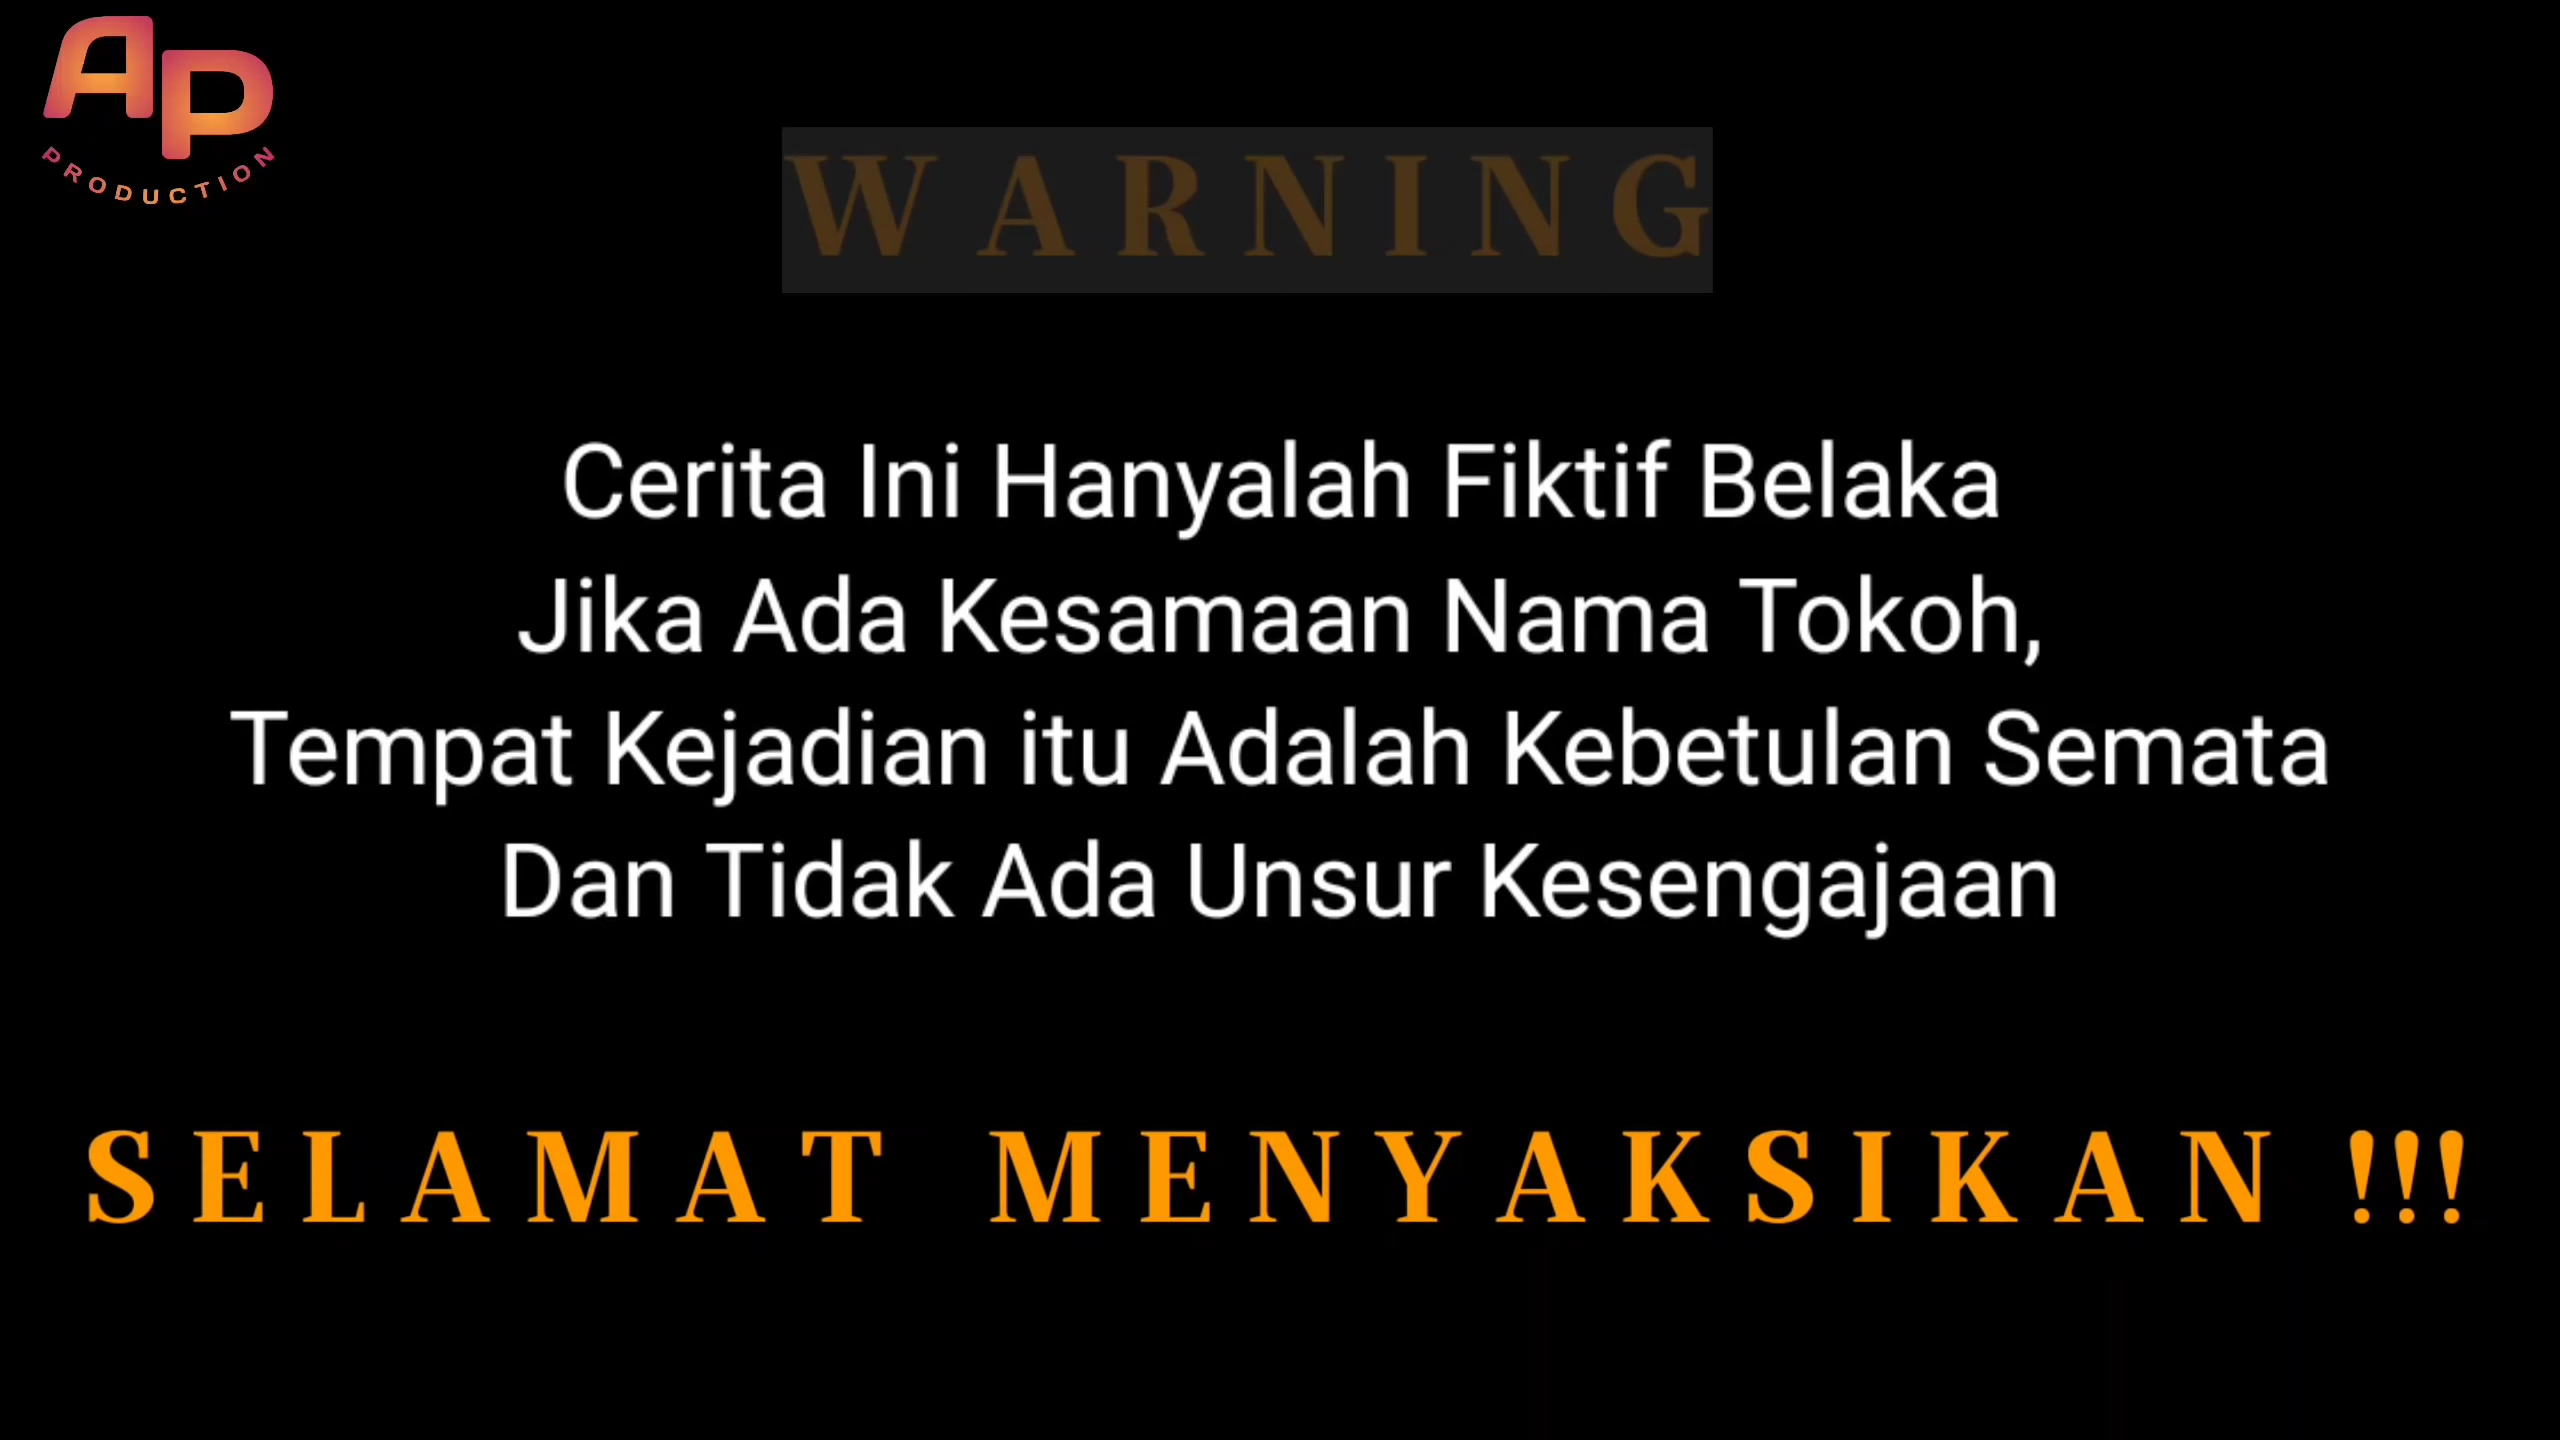 AP
PRODUCTION
WARNING
Cerita Ini Hanyalah Fiktif Belaka
Jika Ada Kesamaan Nama Tokoh,
Tempat Kejadian itu Adalah Kebetulan Semata
Dan Tidak Ada Unsur Kesengajaan
SELAMAT MENYAKSIKAN !!!